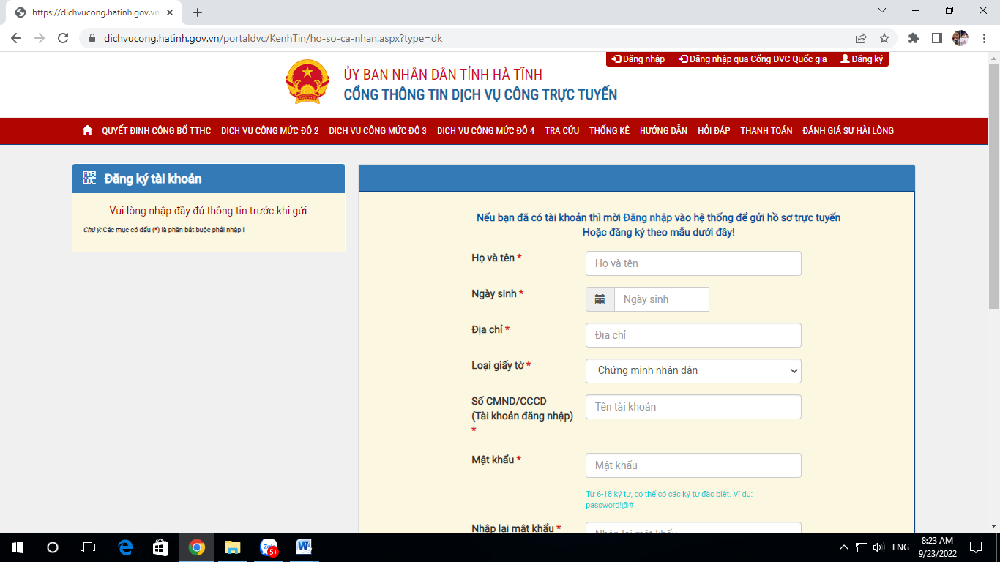 https://dichvucong.hatinh.gov.vn
dichvucong.hatinh.gov.vn/portaldvc/KenhTin/ho-so-ca-nhan.aspx?type=dk
Đăng nhập Đăng nhập qua Cổng DVC Quốc gia Đăng ký
ỦY BAN NHÂN DÂN TỈNH HÀ TĨNH
CỔNG THÔNG TIN DỊCH VỤ CÔNG TRỰC TUYẾN
QUYẾT ĐỊNH CÔNG BỐ TTHC DỊCH VỤ CÔNG MỨC ĐỘ 2 DỊCH VỤ CÔNG MỨC ĐỘ 3 DỊCH VỤ CÔNG MỨC ĐỘ 4 TRA CỨU THỐNG KÊ HƯỚNG DẪN HỎI ĐÁP THANH TOÁN ĐÁNH GIÁ SỰ HÀI LÒNG
Đăng ký tài khoản
Vui lòng nhập đầy đủ thông tin trước khi gửi
Chú ý: Các mục có dấu (*) là phần bắt buộc phải nhập !
Nếu bạn đã có tài khoản thì mời Đăng nhập vào hệ thống để gửi hồ sơ trực tuyến
Hoặc đăng ký theo mẫu dưới đây!
Họ và tên * Họ và tên
Ngày sinh * Ngày sinh
Địa chỉ * Địa chỉ
Loại giấy tờ * Chứng minh nhân dân
Số CMND/CCCD
(Tài khoản đăng nhập)
*
Tên tài khoản
Mật khẩu * Mật khẩu
Từ 6-18 ký tự, có thể có các ký tự đặc biệt. Ví dụ:
password!@#
Nhập lại mật khẩu * Nhập lại mật khẩu
Zalo
5+
ENG
8:23 AM
9/23/2022